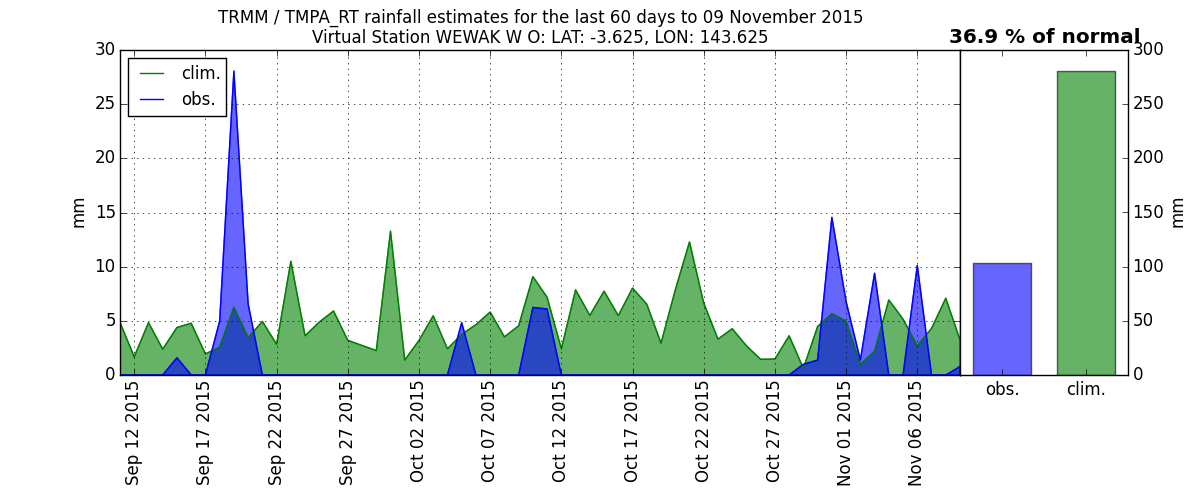 TRMM / TMPA_RT rainfall estimates for the last 60 days to 09 November 2015
Virtual Station WEWAK W O: LAT: -3.625, LON: 143.625
36.9 % of normal
clim.
obs.
30
25
20
15
10
5
0
mm
300
250
200
150
100
50
0
mm
Sep 12 2015
Sep 17 2015
Sep 22 2015
Sep 27 2015
Oct 02 2015
Oct 07 2015
Oct 12 2015
Oct 17 2015
Oct 22 2015
Oct 27 2015
Nov 01 2015
Nov 06 2015
obs.
clim.